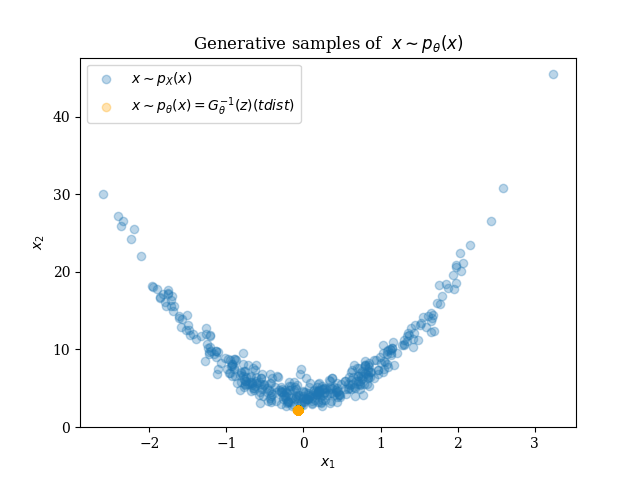 Generative samples of x ∼ p_θ(x)
x ∼ p_X(x)
x ∼ p_θ(x) = G_θ^{-1}(z)(tdist)
x_2
40
30
20
10
0
−2 −1 0 1 2 3
x_1